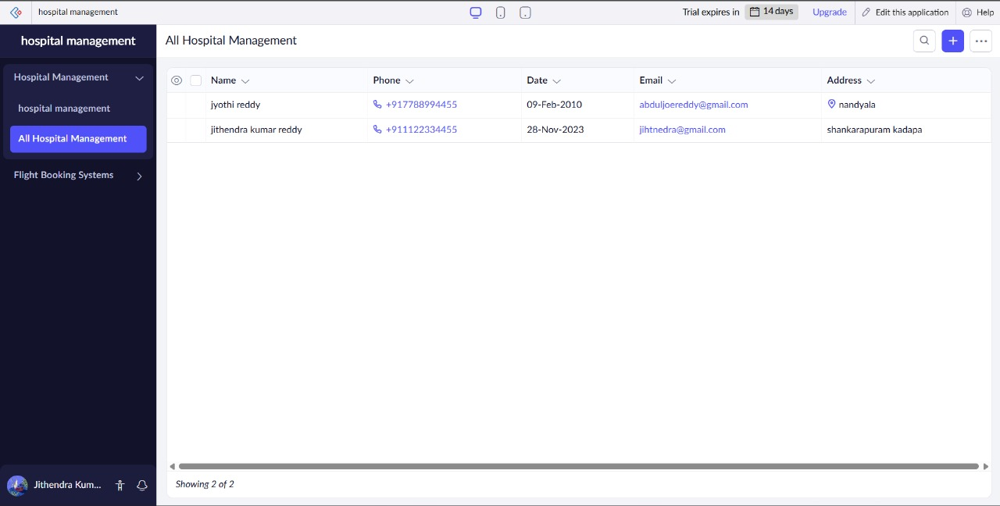 hospital management
Trial expires in 14 days Upgrade Edit this application Help
hospital management
Hospital Management
hospital management
All Hospital Management
Flight Booking Systems
Jithendra Kum...
All Hospital Management
Name Phone Date Email Address
jyothi reddy +917788994455 09-Feb-2010 abduljoereddy@gmail.com nandyala
jithendra kumar reddy +911122334455 28-Nov-2023 jihtnedra@gmail.com shankarapuram kadapa
Showing 2 of 2